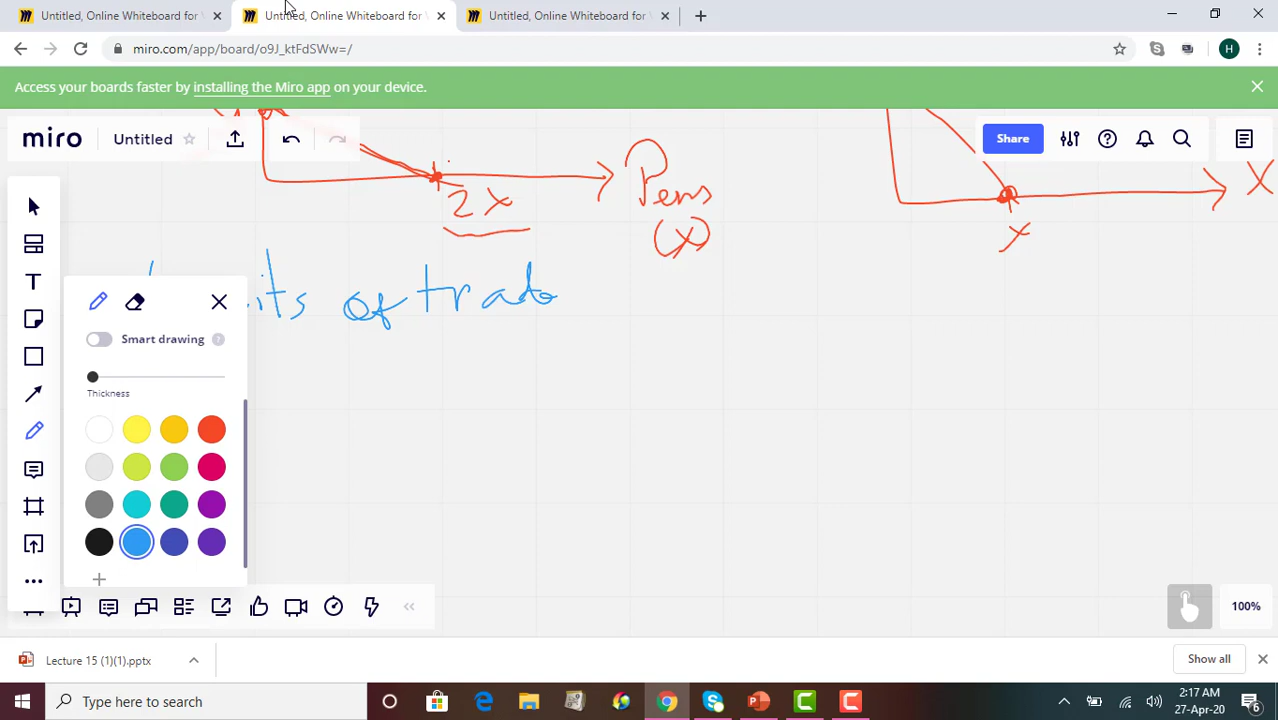 Untitled, Online Whiteboard for
Untitled, Online Whiteboard for
Untitled, Online Whiteboard for
miro.com/app/board/o9J_ktFdSWw=/
H
Access your boards faster by installing the Miro app on your device.
miro
Untitled
Share
Pens
(x)
2x
X
x
its of trade
Smart drawing
?
Thickness
100%
Lecture 15 (1)(1).pptx
Show all
Type here to search
2:17 AM
27-Apr-20
6